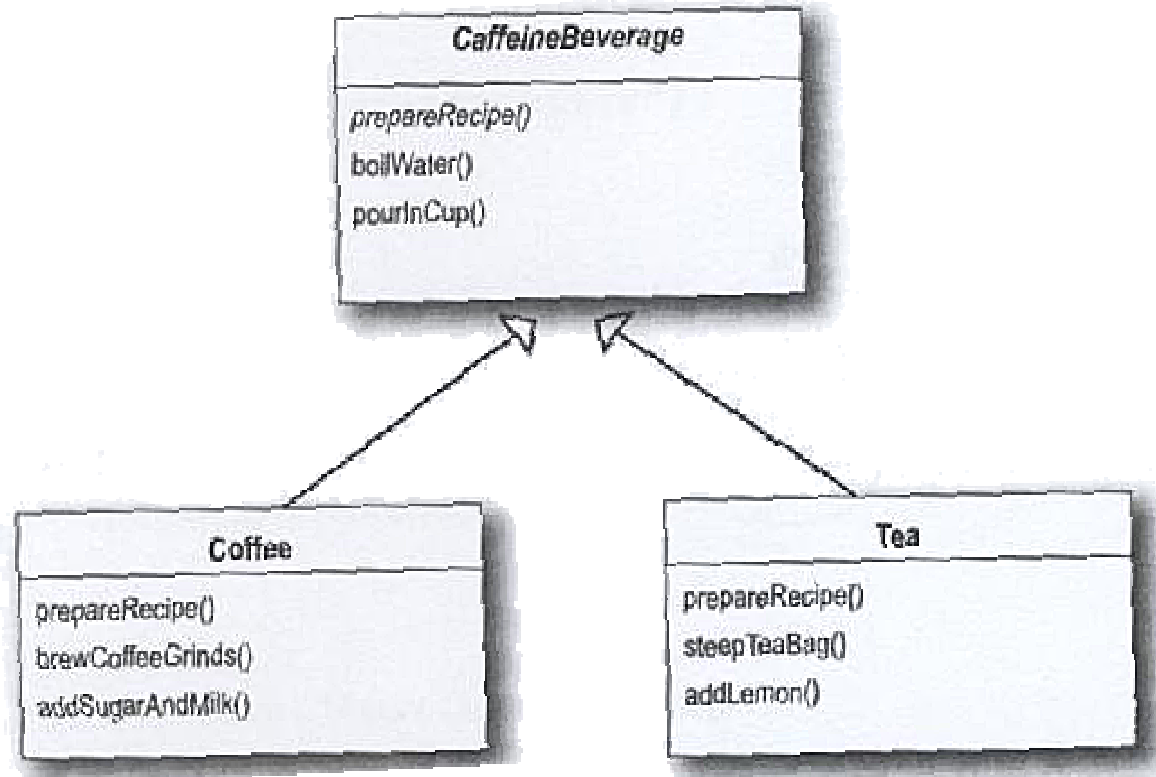 CaffeineBeverage
prepareRecipe()
boilWater()
pourInCup()
Coffee
prepareRecipe()
brewCoffeeGrinds()
addSugarAndMilk()
Tea
prepareRecipe()
steepTeaBag()
addLemon()